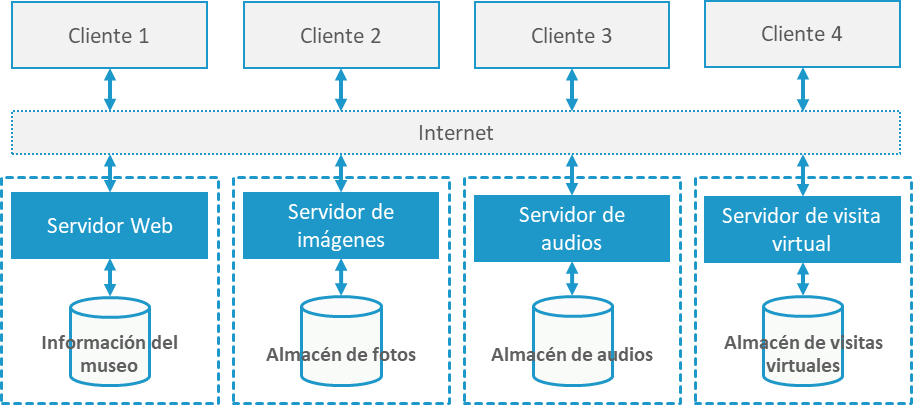 Cliente 1
Cliente 2
Cliente 3
Cliente 4
Internet
Servidor Web
Servidor de
imágenes
Servidor de
audios
Servidor de visita
virtual
Información del
museo
Almacén de fotos
Almacén de audios
Almacén de visitas
virtuales